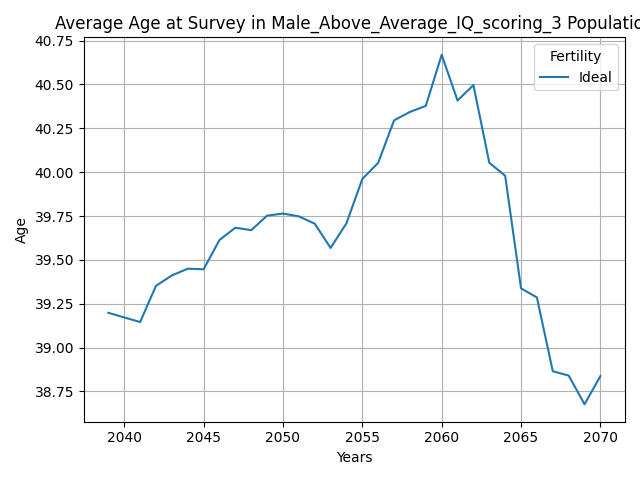 Average Age at Survey in Male_Above_Average_IQ_scoring_3 Populatio
40.75
40.50
40.25
40.00
39.75
39.50
39.25
39.00
38.75
Age
Fertility
Ideal
2040 2045 2050 2055 2060 2065 2070
Years